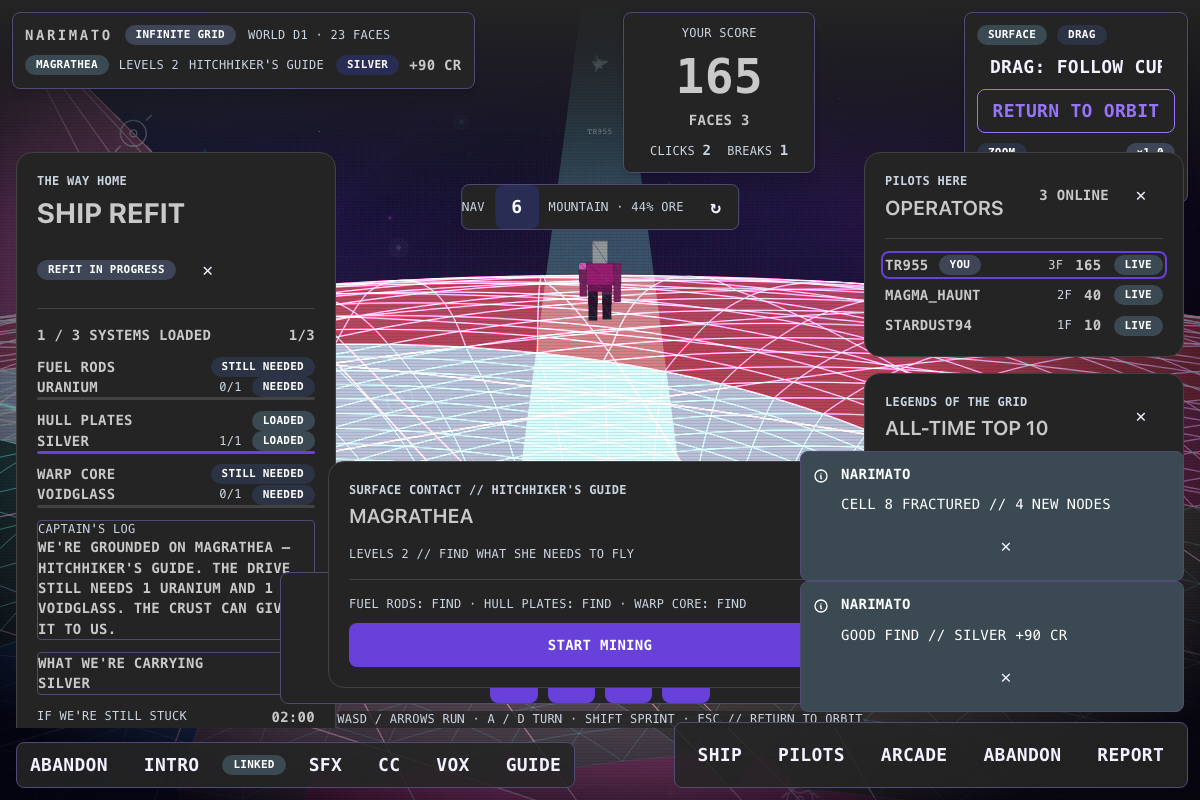 NARIMATO INFINITE GRID WORLD D1 · 23 FACES
MAGRATHEA LEVELS 2 HITCHHIKER'S GUIDE SILVER +90 CR
YOUR SCORE
165
FACES 3
CLICKS 2 BREAKS 1
SURFACE DRAG
DRAG: FOLLOW
RETURN TO ORBIT
ZOOM ×1.0
TR955
NAV 6 MOUNTAIN · 44% ORE ↻
THE WAY HOME
SHIP REFIT
REFIT IN PROGRESS ×
1 / 3 SYSTEMS LOADED 1/3
FUEL RODS STILL NEEDED
URANIUM 0/1 NEEDED
HULL PLATES LOADED
SILVER 1/1 LOADED
WARP CORE STILL NEEDED
VOIDGLASS 0/1 NEEDED
CAPTAIN'S LOG
WE'RE GROUNDED ON MAGRATHEA —
HITCHHIKER'S GUIDE. THE DRIVE
STILL NEEDS 1 URANIUM AND 1
VOIDGLASS. THE CRUST CAN GIV
IT TO US.
WHAT WE'RE CARRYING
SILVER
IF WE'RE STILL STUCK 02:00
PILOTS HERE
OPERATORS 3 ONLINE ×
TR955 YOU 3F 165 LIVE
MAGMA_HAUNT 2F 40 LIVE
STARDUST94 1F 10 LIVE
LEGENDS OF THE GRID
ALL-TIME TOP 10 ×
SURFACE CONTACT // HITCHHIKER'S GUIDE
MAGRATHEA
LEVELS 2 // FIND WHAT SHE NEEDS TO FLY
FUEL RODS: FIND · HULL PLATES: FIND · WARP CORE: FIND
START MINING
NARIMATO
CELL 8 FRACTURED // 4 NEW NODES
×
NARIMATO
GOOD FIND // SILVER +90 CR
×
WASD / ARROWS RUN · A / D TURN · SHIFT SPRINT · ESC // RETURN TO ORBIT
ABANDON INTRO LINKED SFX CC VOX GUIDE
SHIP PILOTS ARCADE ABANDON REPORT